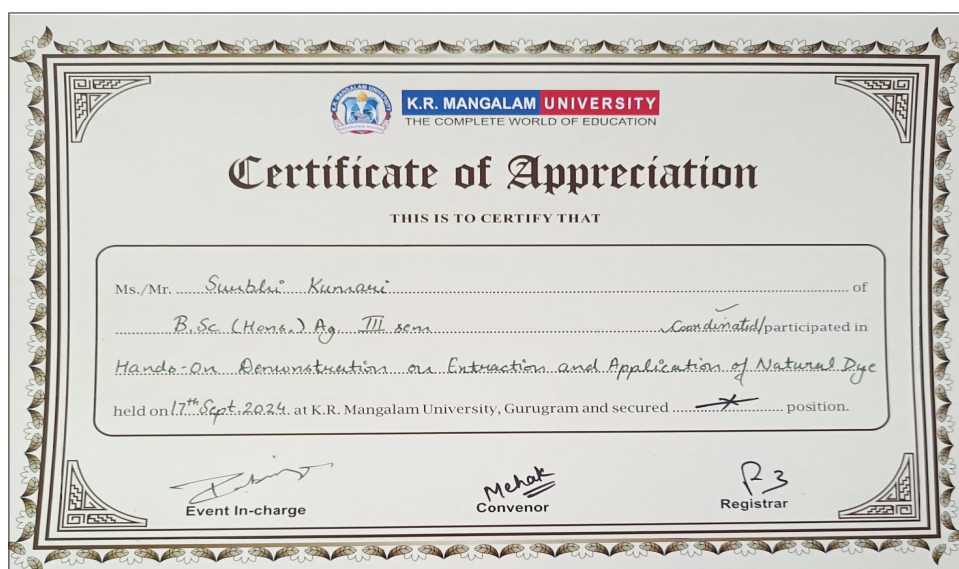 K.R. MANGALAM UNIVERSITY
THE COMPLETE WORLD OF EDUCATION
Certificate of Appreciation
THIS IS TO CERTIFY THAT
Ms./Mr. Surbhi Kumari of
B.Sc (Hons.) Ag. III sem Coordinated/participated in
Hands-On Demonstration on Extraction and Application of Natural Dye
held on 17th Sept. 2024 at K.R. Mangalam University, Gurugram and secured position.
Mehak
Event In-charge Convenor Registrar